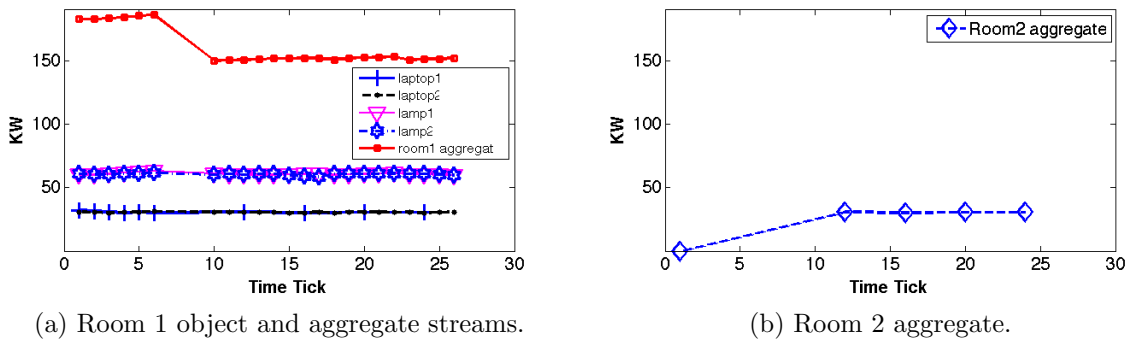 150
100
50
KW
0
5
10
15
20
25
30
Time Tick
laptop1
laptop2
lamp1
lamp2
room1 aggregat
(a) Room 1 object and aggregate streams.
150
100
50
KW
0
5
10
15
20
25
30
Time Tick
Room2 aggregate
(b) Room 2 aggregate.